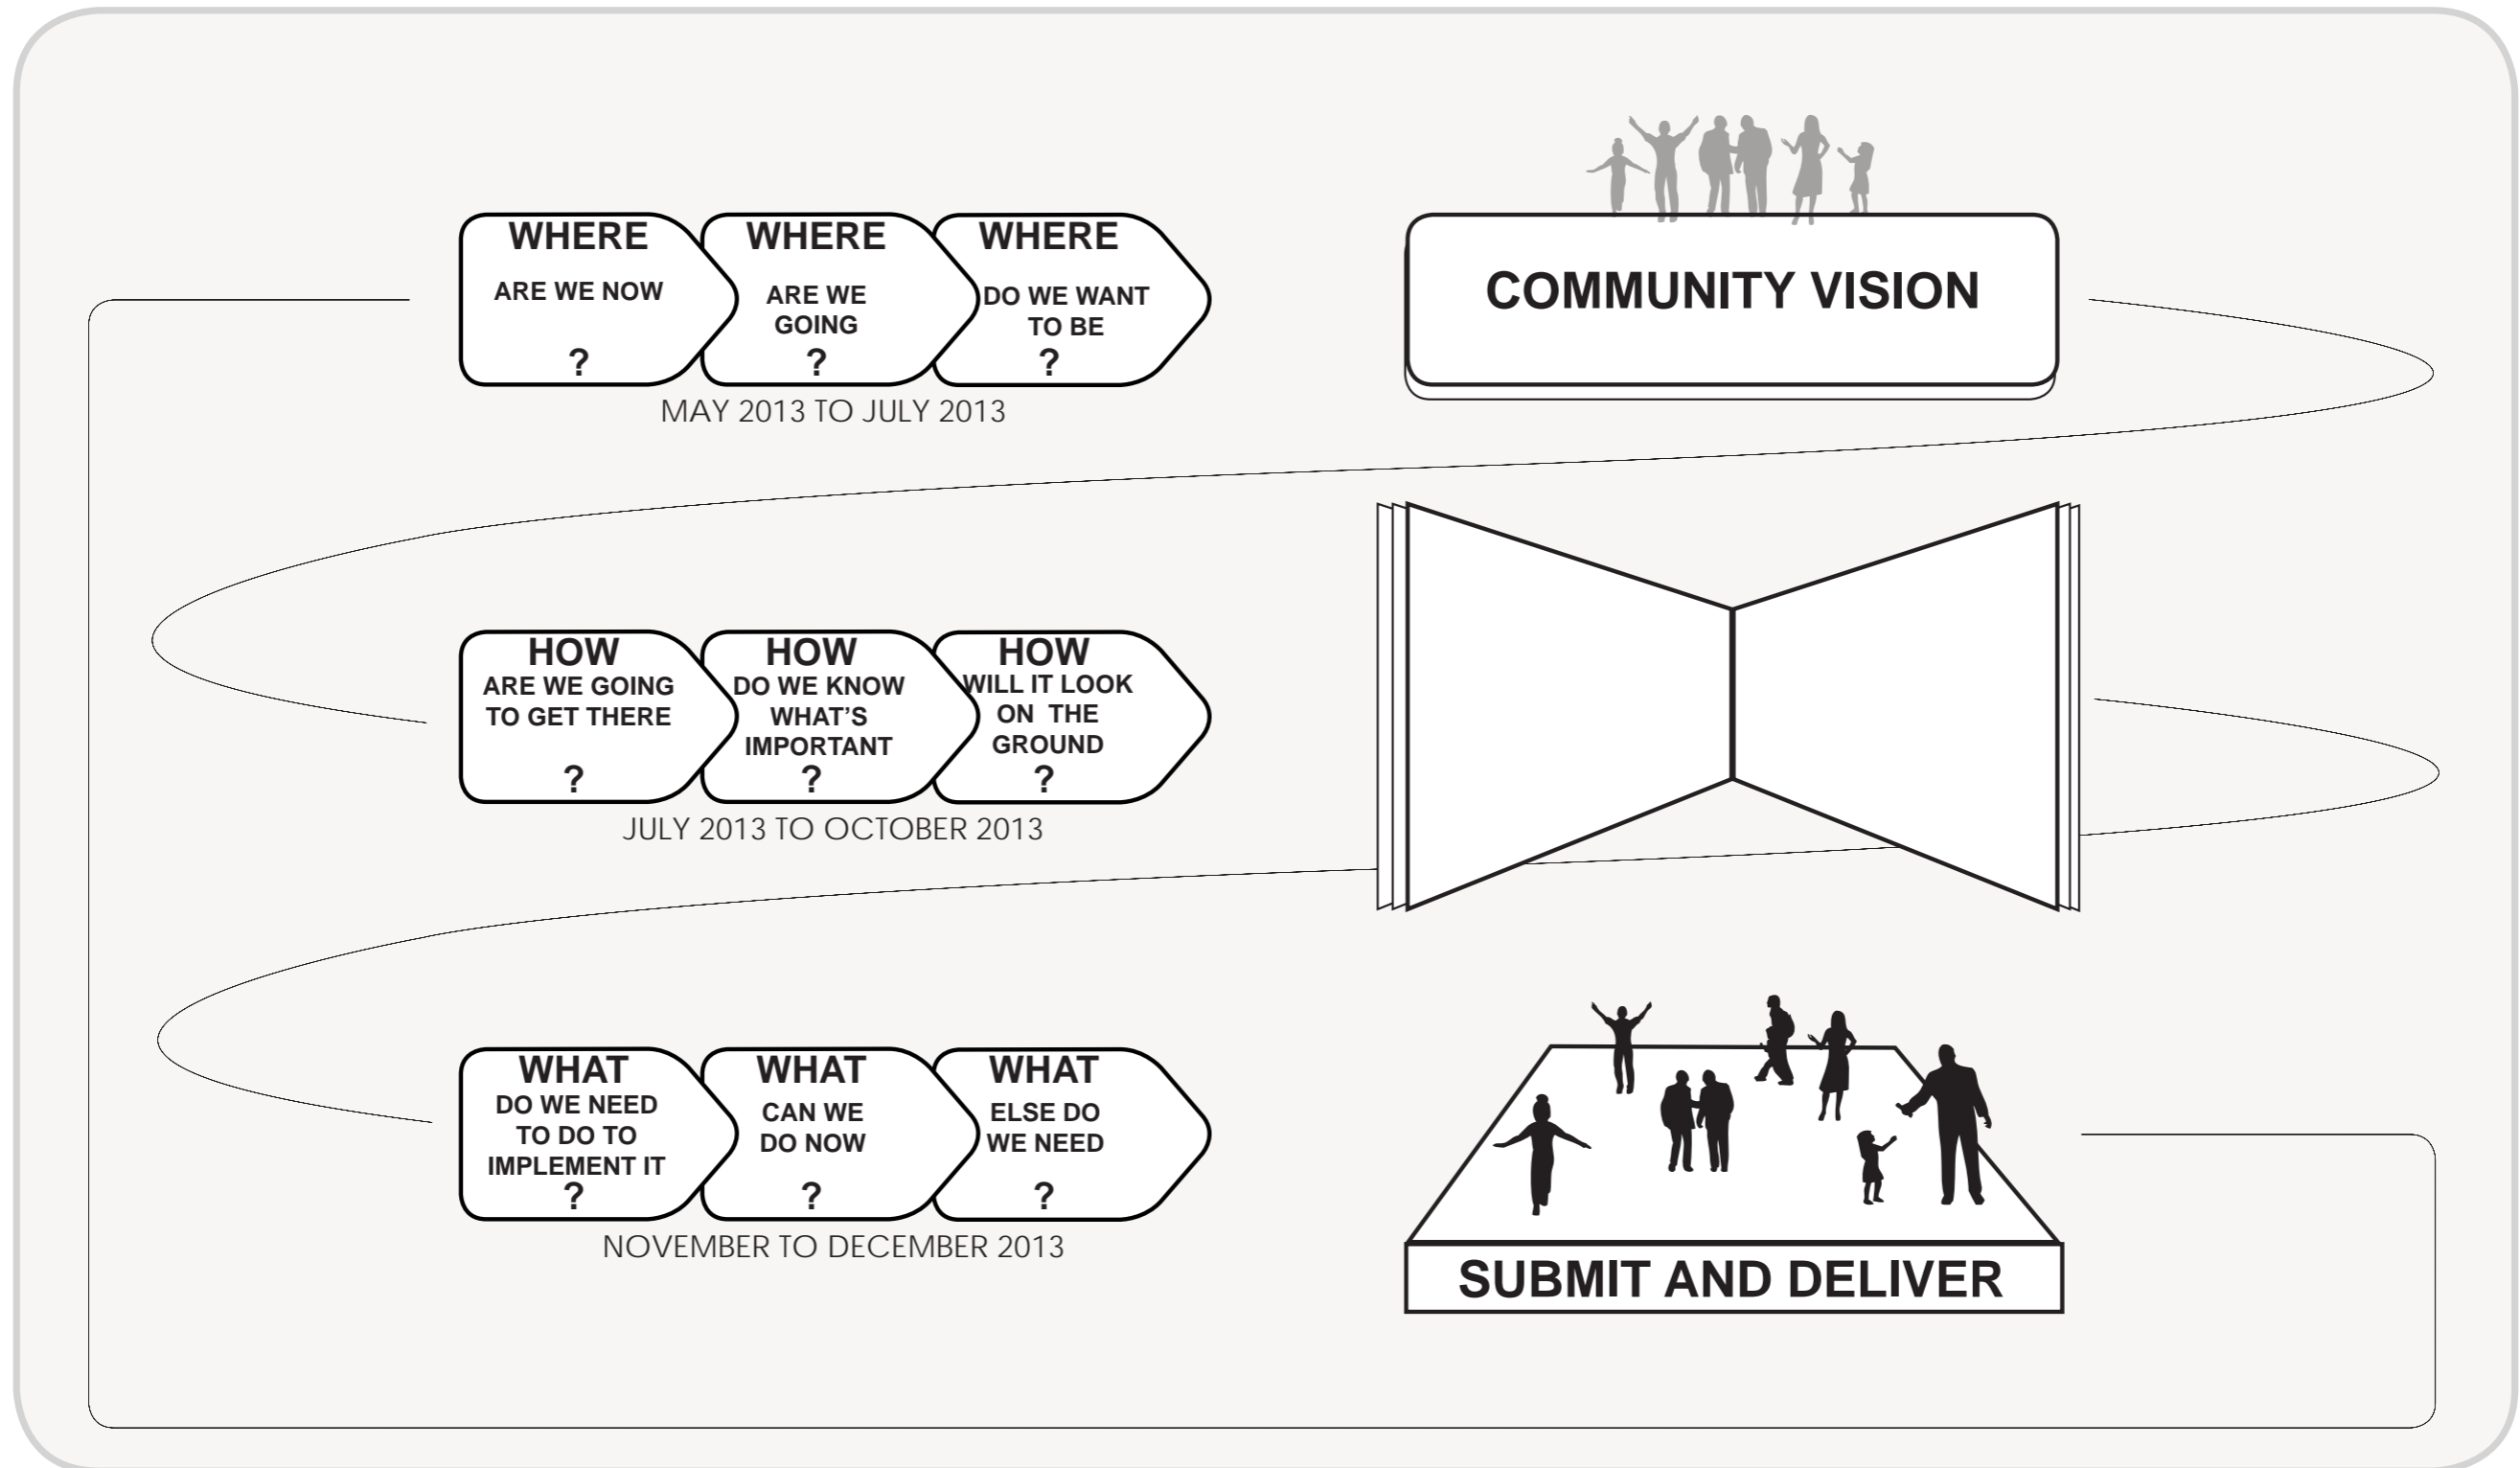 WHERE
ARE WE NOW
?
WHERE
ARE WE
GOING
?
WHERE
DO WE WANT
TO BE
?
MAY 2013 TO JULY 2013
COMMUNITY VISION
HOW
ARE WE GOING
TO GET THERE
?
HOW
DO WE KNOW
WHAT'S
IMPORTANT
?
HOW
WILL IT LOOK
ON THE
GROUND
?
JULY 2013 TO OCTOBER 2013
WHAT
DO WE NEED
TO DO TO
IMPLEMENT IT
?
WHAT
CAN WE
DO NOW
?
WHAT
ELSE DO
WE NEED
?
NOVEMBER TO DECEMBER 2013
SUBMIT AND DELIVER